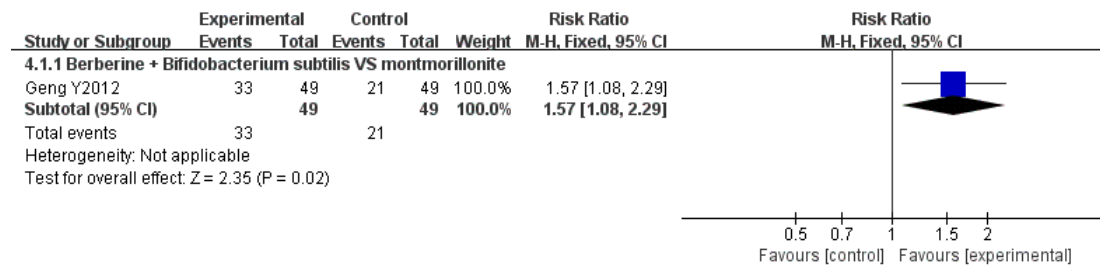 Experimental Control Risk Ratio Risk Ratio
Study or Subgroup Events Total Events Total Weight M-H, Fixed, 95% CI M-H, Fixed, 95% CI
4.1.1 Berberine + Bifidobacterium subtilis VS montmorillonite
Geng Y2012 33 49 21 49 100.0% 1.57 [1.08, 2.29]
Subtotal (95% CI) 49 49 100.0% 1.57 [1.08, 2.29]
Total events 33 21
Heterogeneity: Not applicable
Test for overall effect: Z = 2.35 (P = 0.02)
0.5 0.7 1 1.5 2
Favours [control] Favours [experimental]